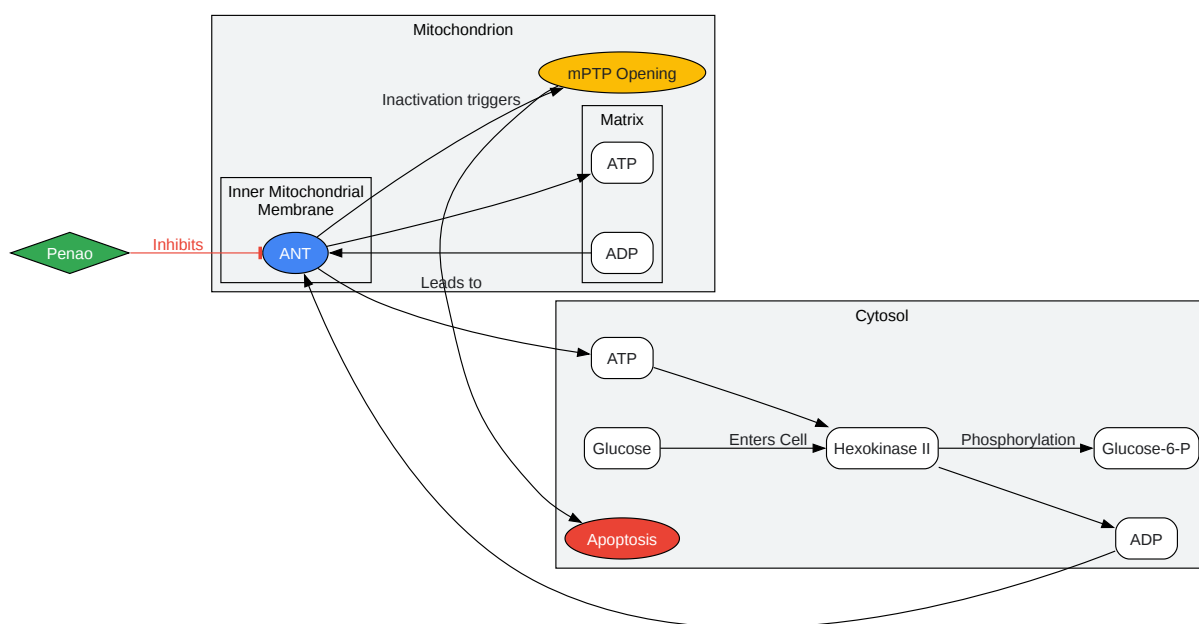 Mitochondrion
mPTP Opening
Inactivation triggers
Matrix
ATP
Inner Mitochondrial
Membrane
Penao
Inhibits
ANT
ADP
Leads to
Cytosol
ATP
Glucose
Enters Cell
Hexokinase II
Phosphorylation
Glucose-6-P
Apoptosis
ADP